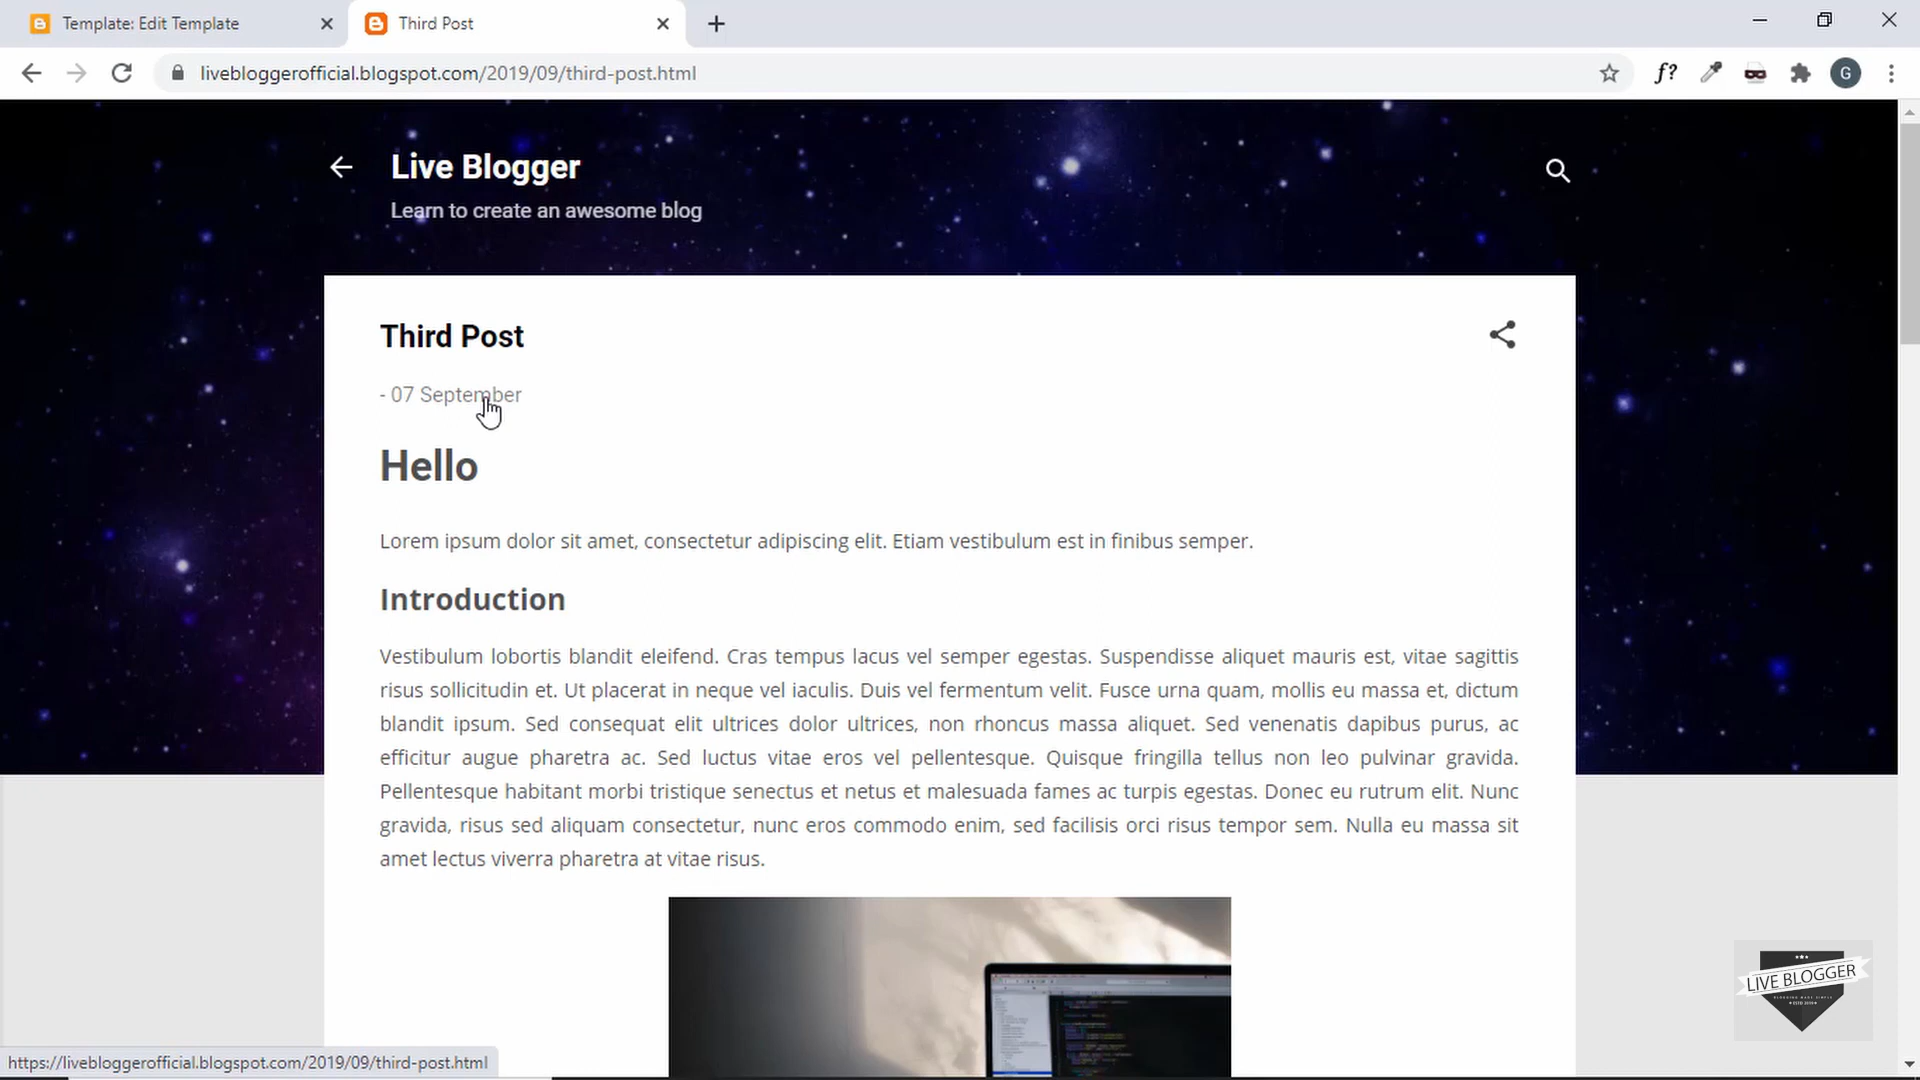 Template: Edit Template
Third Post
livebloggerofficial.blogspot.com/2019/09/third-post.html
f?
G
Live Blogger
Learn to create an awesome blog
Third Post
- 07 September
Hello
Lorem ipsum dolor sit amet, consectetur adipiscing elit. Etiam vestibulum est in finibus semper.
Introduction
Vestibulum lobortis blandit eleifend. Cras tempus lacus vel semper egestas. Suspendisse aliquet mauris est, vitae sagittis
risus sollicitudin et. Ut placerat in neque vel iaculis. Duis vel fermentum velit. Fusce urna quam, mollis eu massa et, dictum
blandit ipsum. Sed consequat elit ultrices dolor ultrices, non rhoncus massa aliquet. Sed venenatis dapibus purus, ac
efficitur augue pharetra ac. Sed luctus vitae eros vel pellentesque. Quisque fringilla tellus non leo pulvinar gravida.
Pellentesque habitant morbi tristique senectus et netus et malesuada fames ac turpis egestas. Donec eu rutrum elit. Nunc
gravida, risus sed aliquam consectetur, nunc eros commodo enim, sed facilisis orci risus tempor sem. Nulla eu massa sit
amet lectus viverra pharetra at vitae risus.
LIVE BLOGGER
https://livebloggerofficial.blogspot.com/2019/09/third-post.html